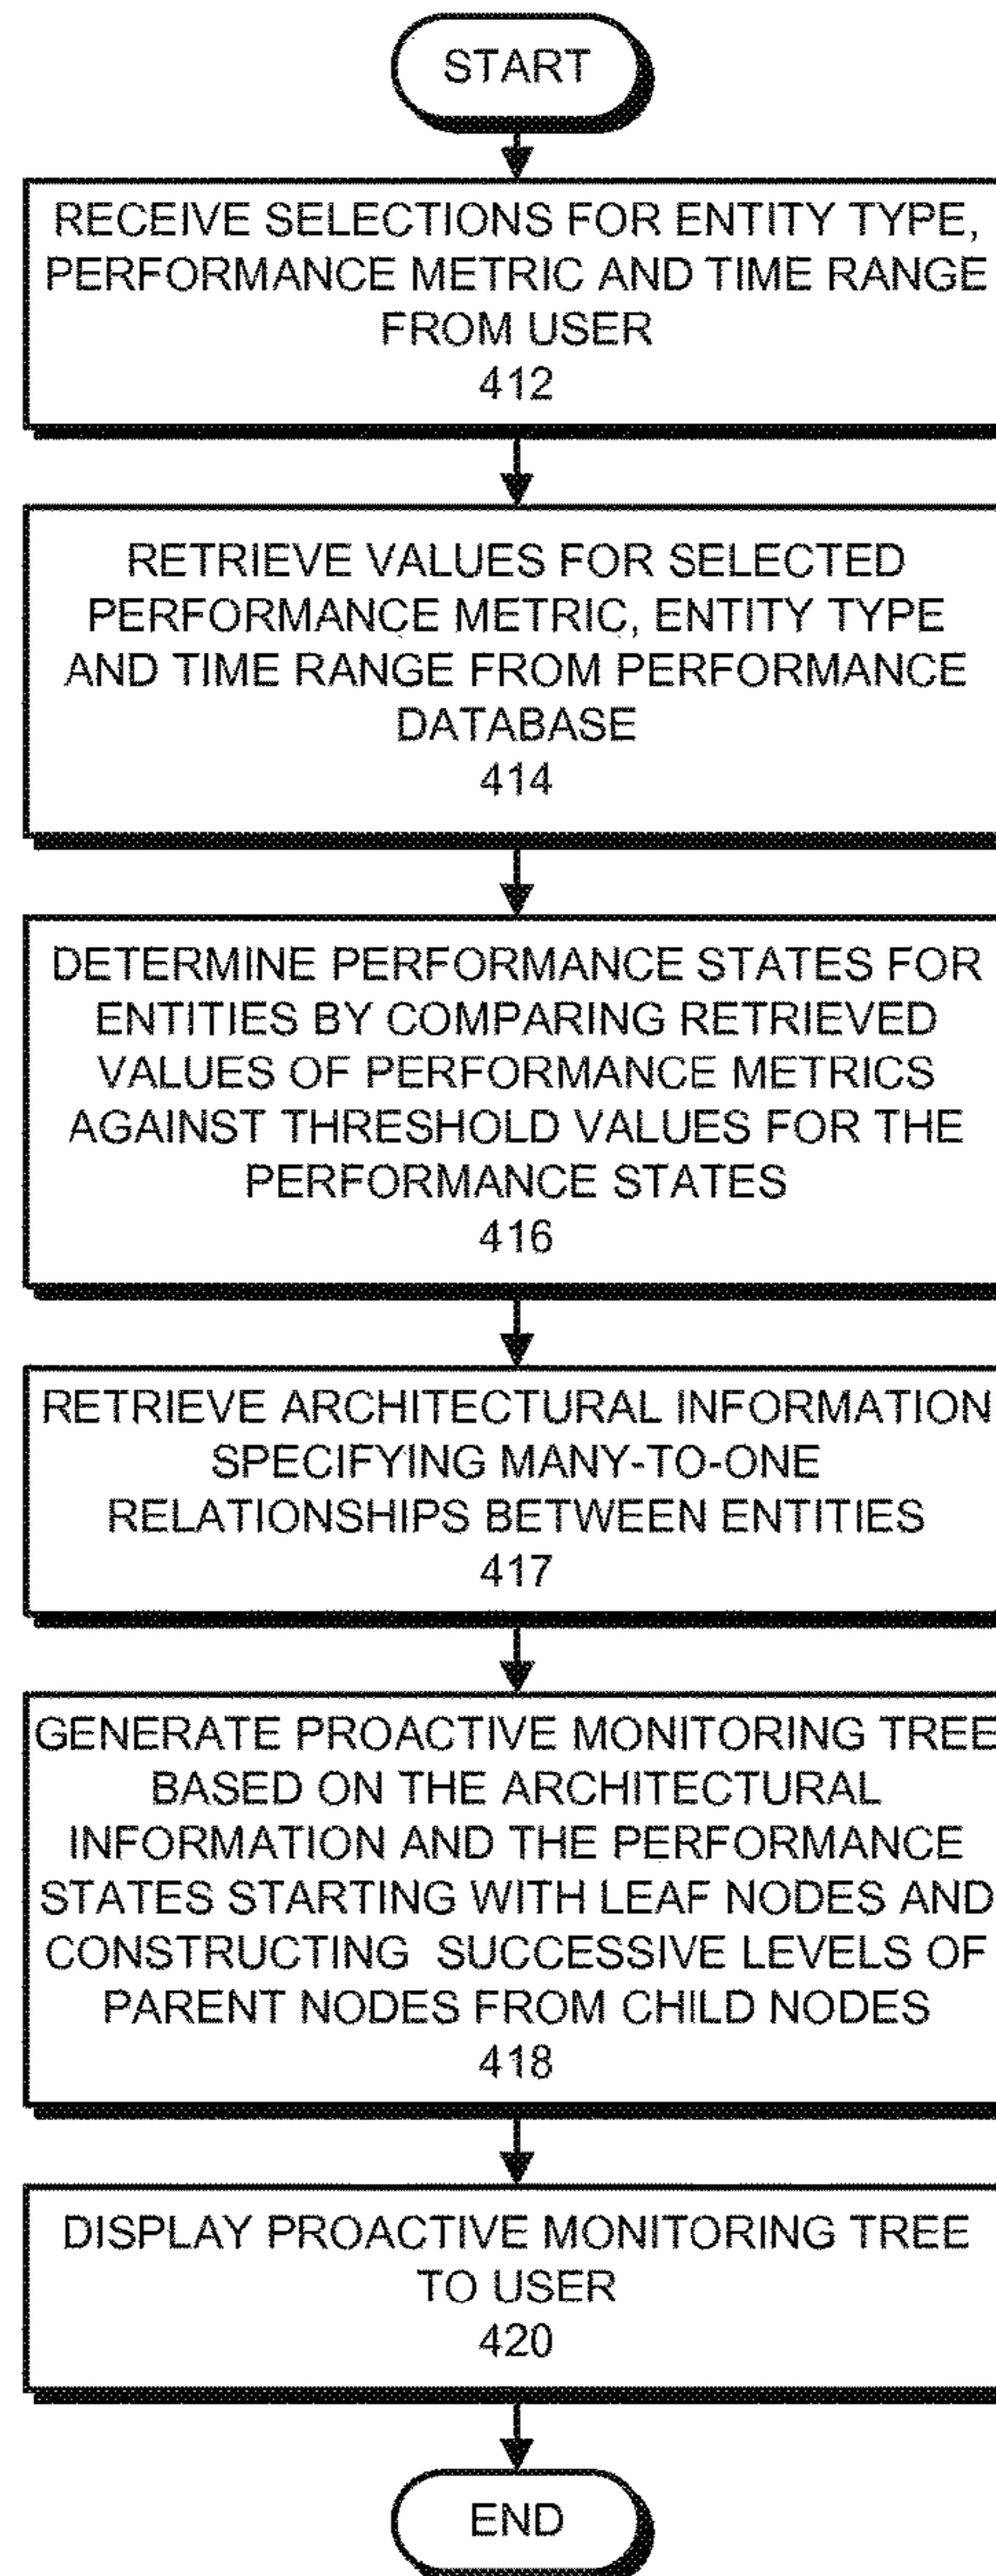 START
RECEIVE SELECTIONS FOR ENTITY TYPE,
PERFORMANCE METRIC AND TIME RANGE
FROM USER
412
RETRIEVE VALUES FOR SELECTED
PERFORMANCE METRIC, ENTITY TYPE
AND TIME RANGE FROM PERFORMANCE
DATABASE
414
DETERMINE PERFORMANCE STATES FOR
ENTITIES BY COMPARING RETRIEVED
VALUES OF PERFORMANCE METRICS
AGAINST THRESHOLD VALUES FOR THE
PERFORMANCE STATES
416
RETRIEVE ARCHITECTURAL INFORMATION
SPECIFYING MANY-TO-ONE
RELATIONSHIPS BETWEEN ENTITIES
417
GENERATE PROACTIVE MONITORING TREE
BASED ON THE ARCHITECTURAL
INFORMATION AND THE PERFORMANCE
STATES STARTING WITH LEAF NODES AND
CONSTRUCTING SUCCESSIVE LEVELS OF
PARENT NODES FROM CHILD NODES
418
DISPLAY PROACTIVE MONITORING TREE
TO USER
420
END